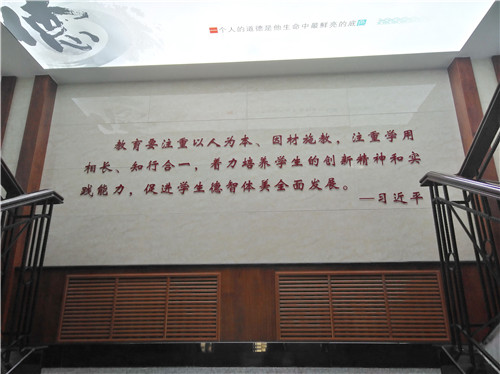 德
个人的道德是他生命中最鲜亮的底
教育要注重以人为本、因材施教，注重学用
相长、知行合一，着力培养学生的创新精神和实
践能力，促进学生德智体美全面发展。
—习近平